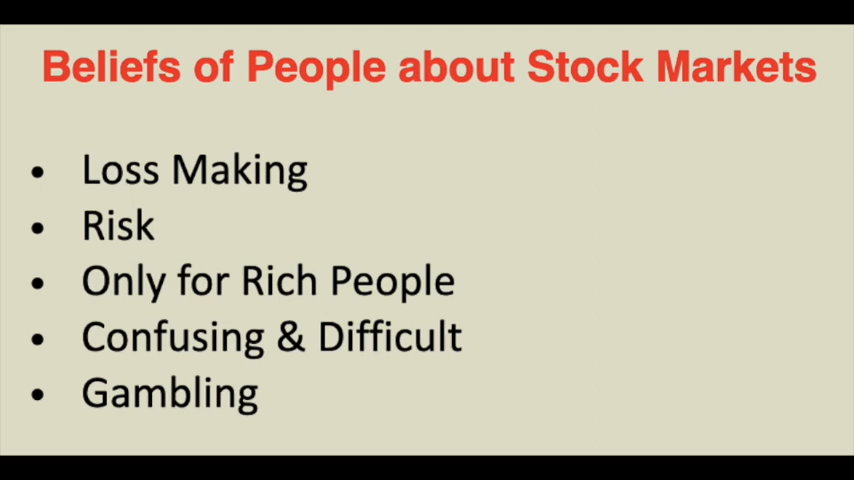 Beliefs of People about Stock Markets
• Loss Making
• Risk
• Only for Rich People
• Confusing & Difficult
• Gambling